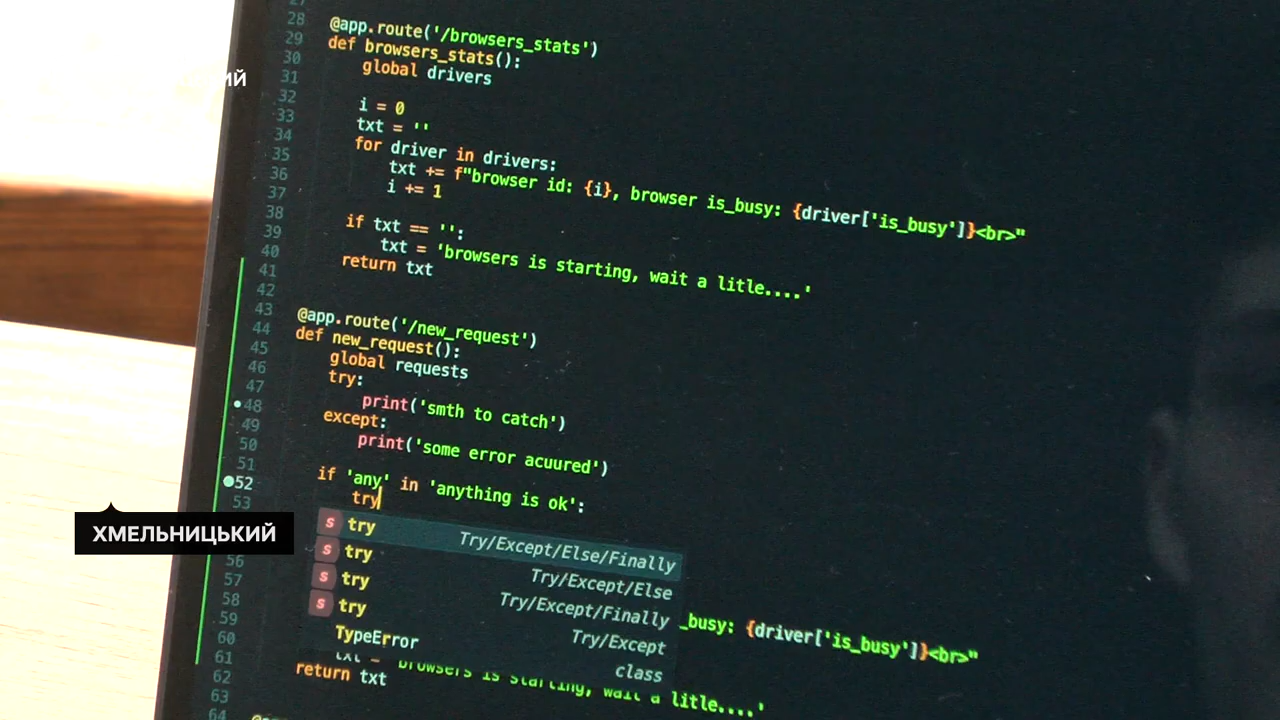 28
29 @app.route('/browsers_stats')
30 def browsers_stats():
31 global drivers
ИЙ
32
33 i = 0
34 txt = ''
35 for driver in drivers:
36 txt += f"browser id: {i}, browser is_busy: {driver['is_busy']}<br>"
37 i += 1
38
39 if txt == '':
40 txt = 'browsers is starting, wait a litle....'
41 return txt
42
43
44 @app.route('/new_request')
45 def new_request():
46 global requests
47 try:
48 print('smth to catch')
49 except:
50 print('some error acuured')
51
52 if 'any' in 'anything is ok':
53 try
ХМЕЛЬНИЦЬКИЙ
s try Try/Except/Else/Finally
s try Try/Except/Else
s try Try/Except/Finally
s try Try/Except
TypeError class
56
57
58
59 _busy: {driver['is_busy']}<br>"
60
61 txt = 'browsers is starting, wait a litle....'
62 return txt
63
64